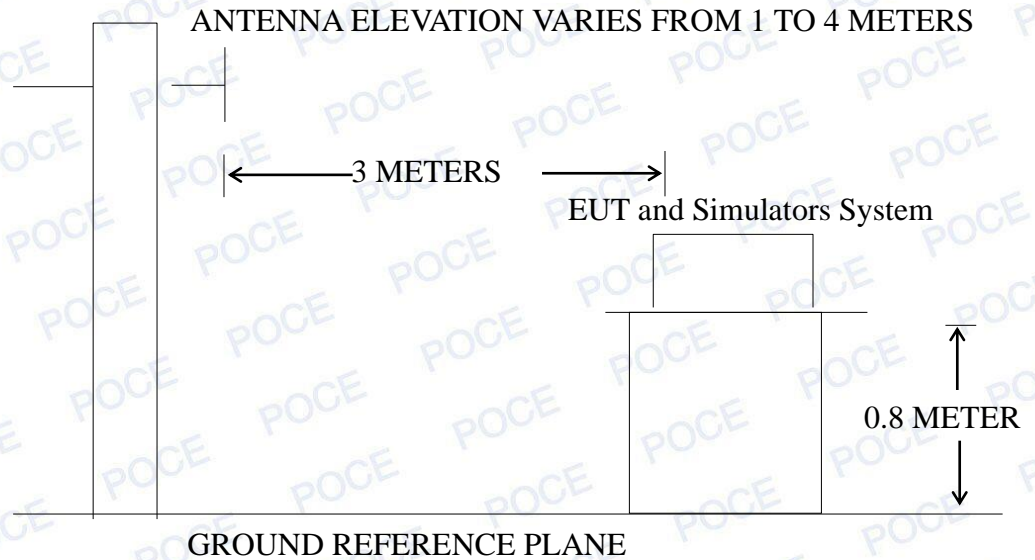 ANTENNA ELEVATION VARIES FROM 1 TO 4 METERS
3 METERS
EUT and Simulators System
0.8 METER
GROUND REFERENCE PLANE
POCE